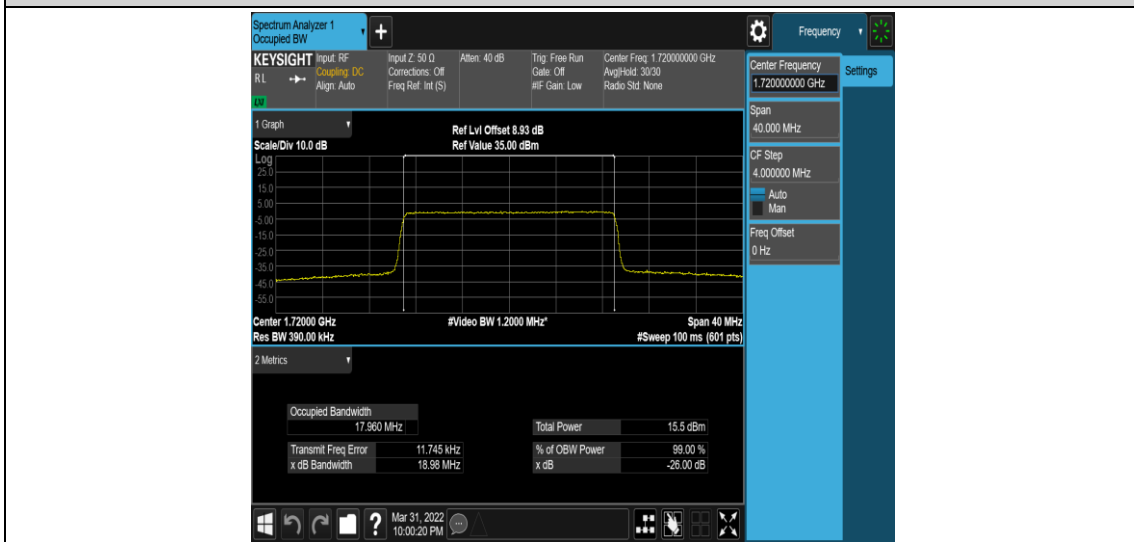 Spectrum Analyzer 1
Occupied BW
+
Frequency
KEYSIGHT
RL
Input: RF
Coupling: DC
Align: Auto
Input Z: 50 Ω
Corrections: Off
Freq Ref: Int (S)
Atten: 40 dB
Trig: Free Run
Gate: Off
#IF Gain: Low
Center Freq: 1.720000000 GHz
Avg|Hold: 30/30
Radio Std: None
Center Frequency
1.720000000 GHz
Settings
Span
40.000 MHz
CF Step
4.000000 MHz
Auto
Man
Freq Offset
0 Hz
1 Graph
Scale/Div 10.0 dB
Ref Lvl Offset 8.93 dB
Ref Value 35.00 dBm
Log
25.0
15.0
5.00
-5.00
-15.0
-25.0
-35.0
-45.0
-55.0
Center 1.72000 GHz
#Video BW 1.2000 MHz*
Span 40 MHz
Res BW 390.00 kHz
#Sweep 100 ms (601 pts)
2 Metrics
Occupied Bandwidth
17.960 MHz
Total Power 15.5 dBm
Transmit Freq Error 11.745 kHz
% of OBW Power 99.00 %
x dB Bandwidth 18.98 MHz
x dB -26.00 dB
?
Mar 31, 2022
10:00:20 PM